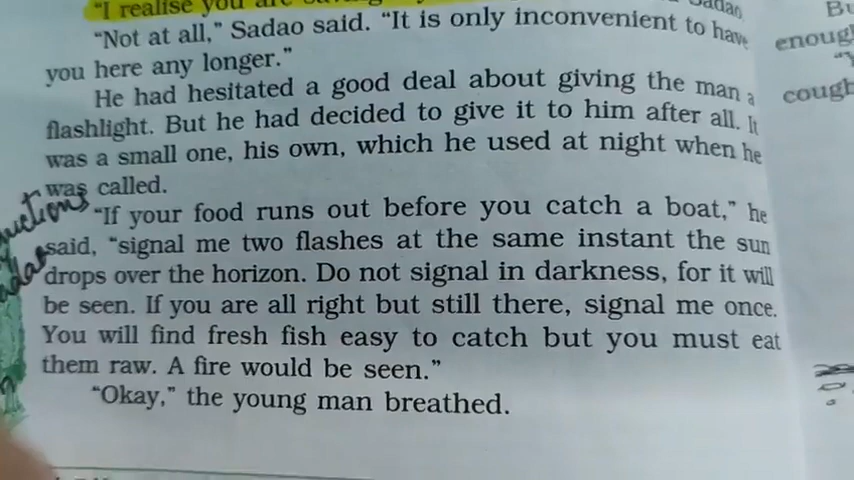 "I realise you are
Sadao
"Not at all," Sadao said. "It is only inconvenient to have
you here any longer."
He had hesitated a good deal about giving the man a
flashlight. But he had decided to give it to him after all. It
was a small one, his own, which he used at night when he
was called.
"If your food runs out before you catch a boat," he
said, "signal me two flashes at the same instant the sun
drops over the horizon. Do not signal in darkness, for it will
be seen. If you are all right but still there, signal me once.
You will find fresh fish easy to catch but you must eat
them raw. A fire would be seen."
"Okay," the young man breathed.
enoug
cough